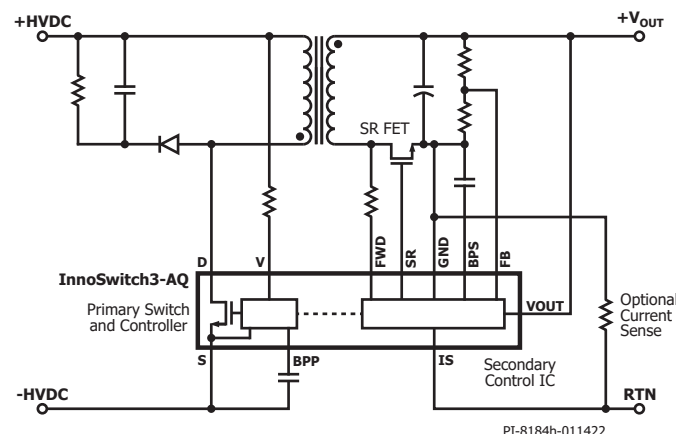 +HVDC
+VOUT
SR FET
D
V
FWD
SR
GND
BPS
FB
InnoSwitch3-AQ
Primary Switch
and Controller
VOUT
Optional
Current
Sense
S
BPP
IS
Secondary
Control IC
-HVDC
RTN
PI-8184h-011422